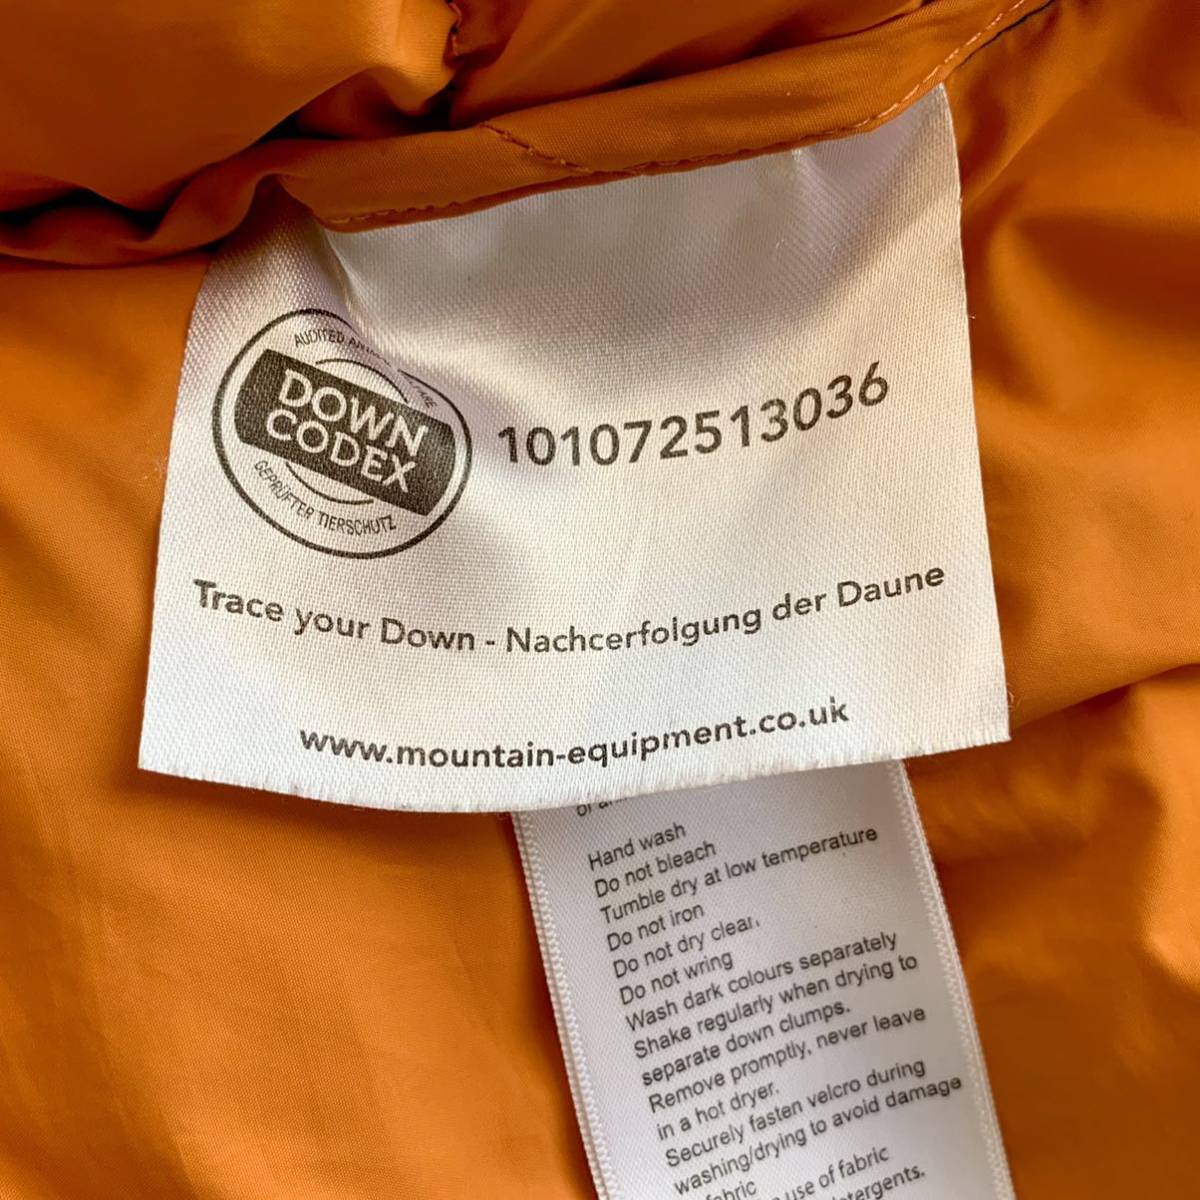 AUDITED
DOWN
CODEX
GEPRÜFTER TIERSCHUTZ
101072513036
Trace your Down - Nachcerfolgung der Daune
www.mountain-equipment.co.uk
Hand wash
Do not bleach
Tumble dry at low temperature
Do not iron
Do not dry clean.
Do not wring
Wash dark colours separately
Shake regularly when drying to
separate down clumps.
Remove promptly, never leave
in a hot dryer.
Securely fasten velcro during
washing/drying to avoid damage
use of fabric